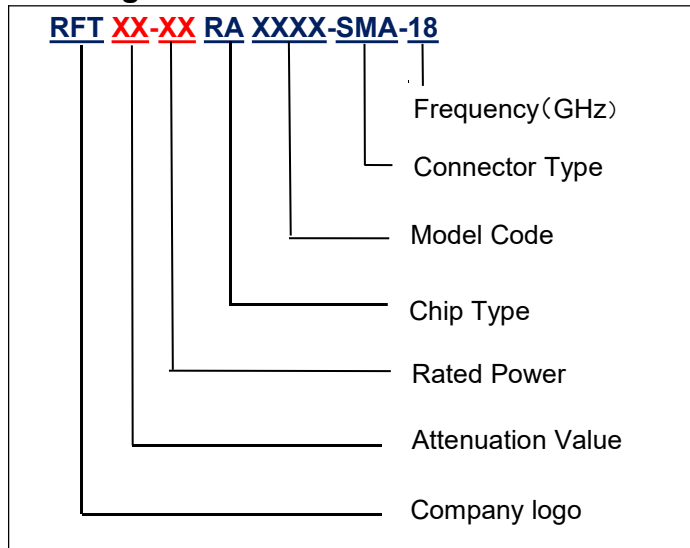 RFT XX-XX RA XXXX-SMA-18
Frequency（GHz）
Connector Type
Model Code
Chip Type
Rated Power
Attenuation Value
Company logo